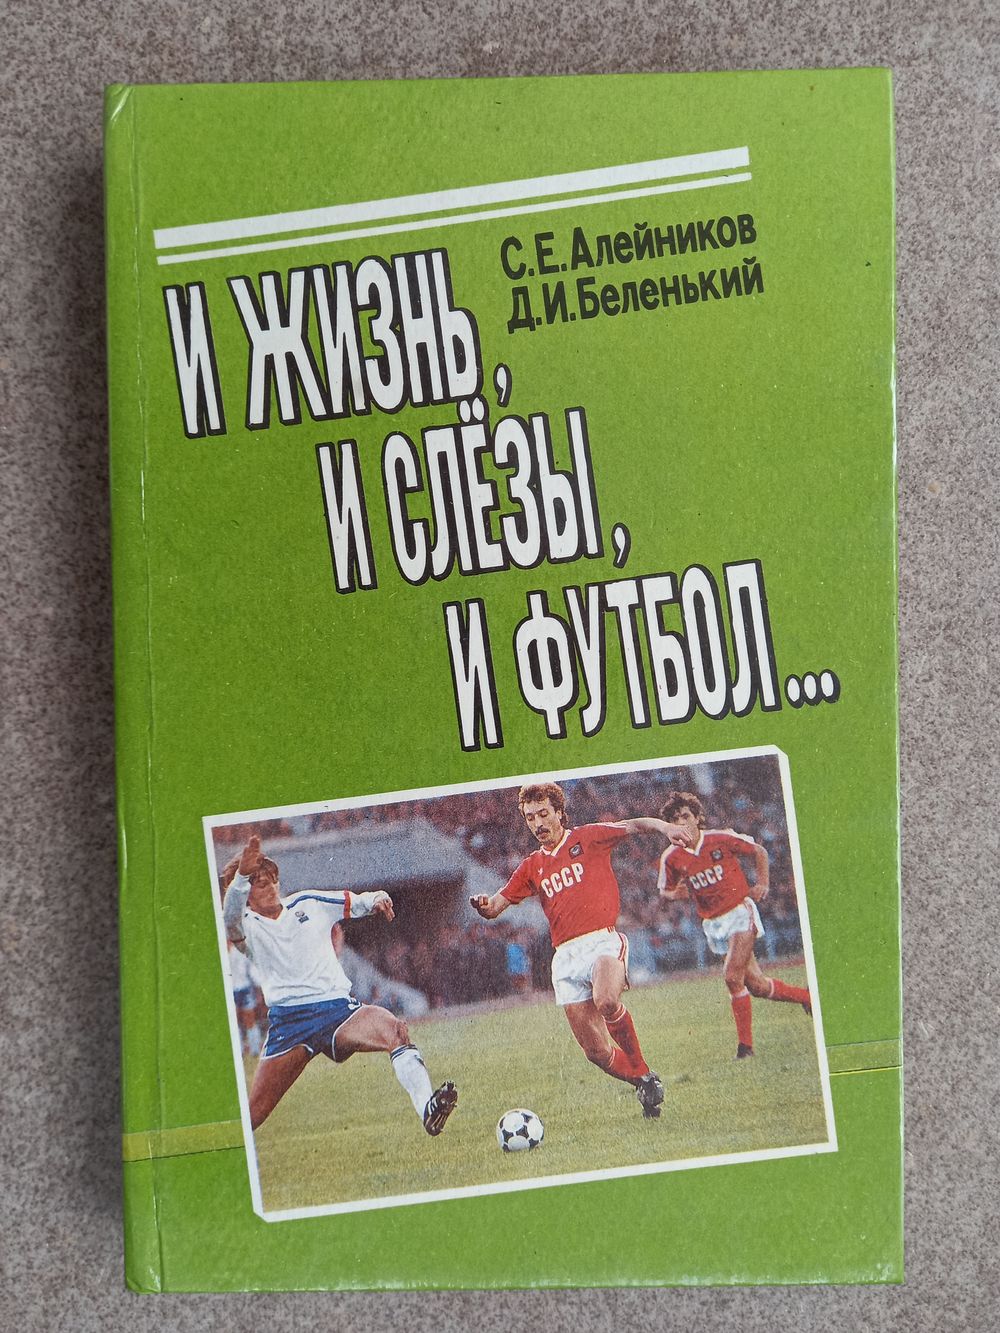 С.Е.Алейников
Д.И.Беленький
И ЖИЗНЬ,
И СЛЁЗЫ,
И ФУТБОЛ...
СССР
СССР